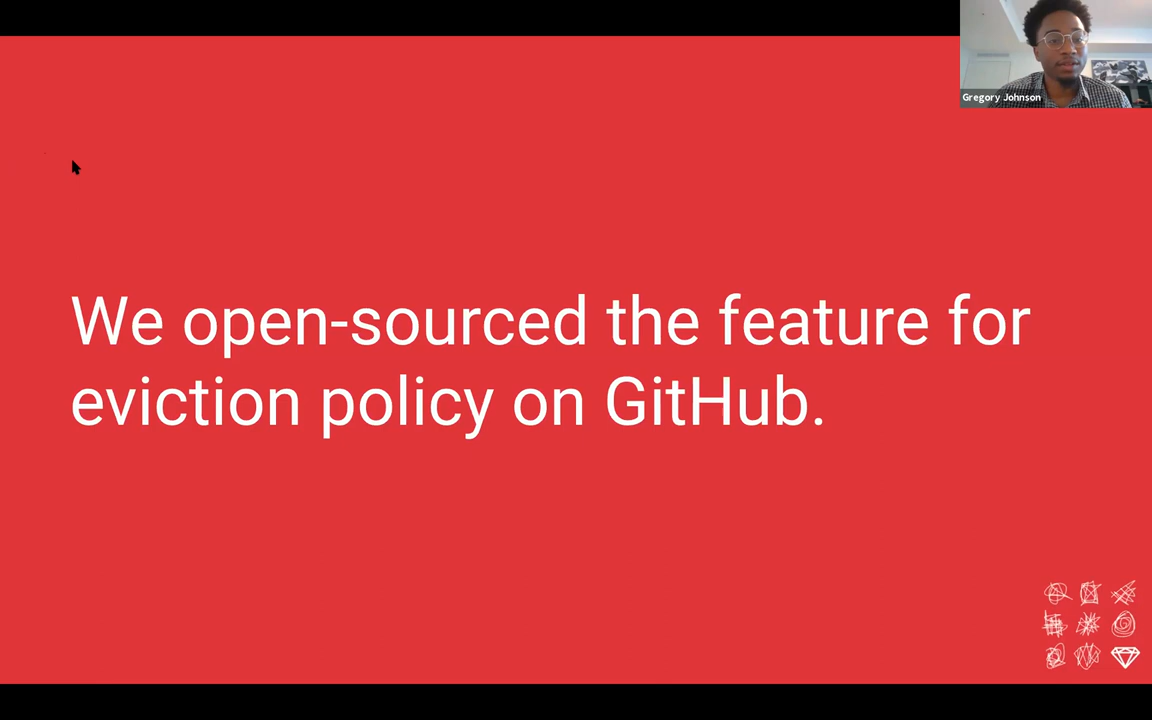 Gregory Johnson
We open-sourced the feature for
eviction policy on GitHub.